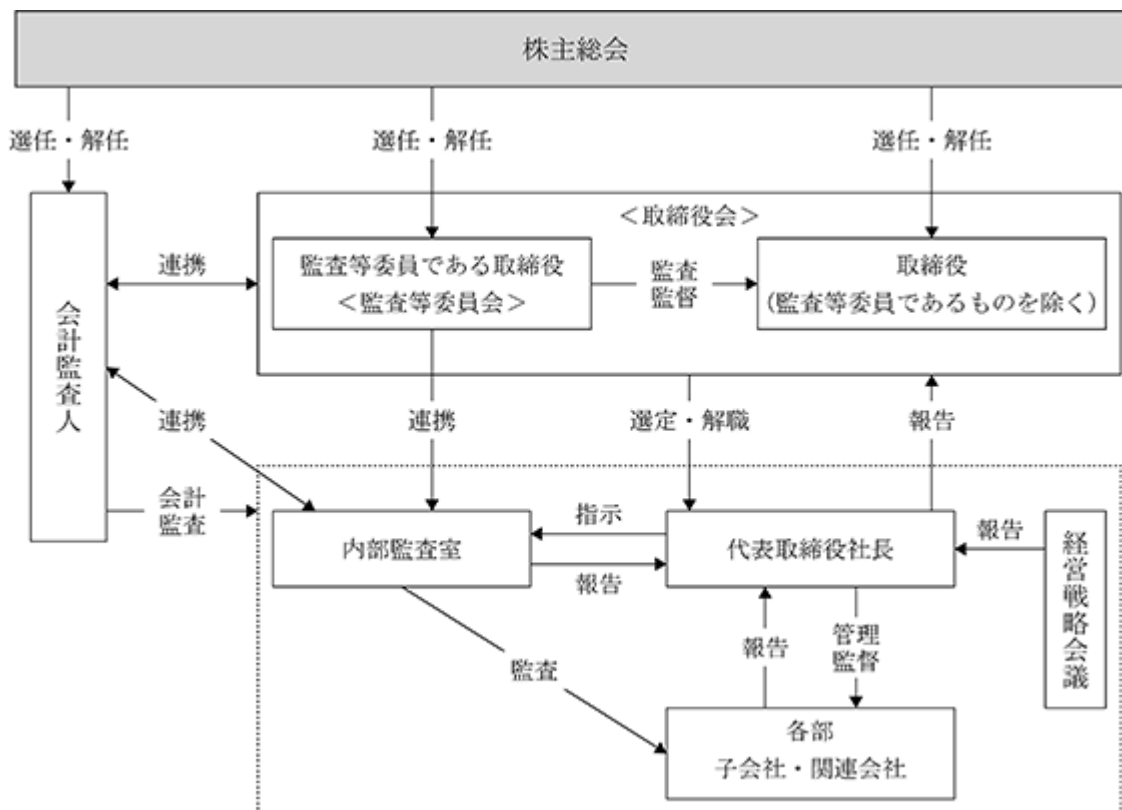 株主総会
選任・解任
選任・解任
選任・解任
＜取締役会＞
監査等委員である取締役
＜監査等委員会＞
監査
監督
取締役
（監査等委員であるものを除く）
連携
会計監査人
連携
連携
選定・解職
報告
会計
監査
内部監査室
指示
報告
代表取締役社長
報告
経営戦略会議
監査
報告
管理
監督
各部
子会社・関連会社